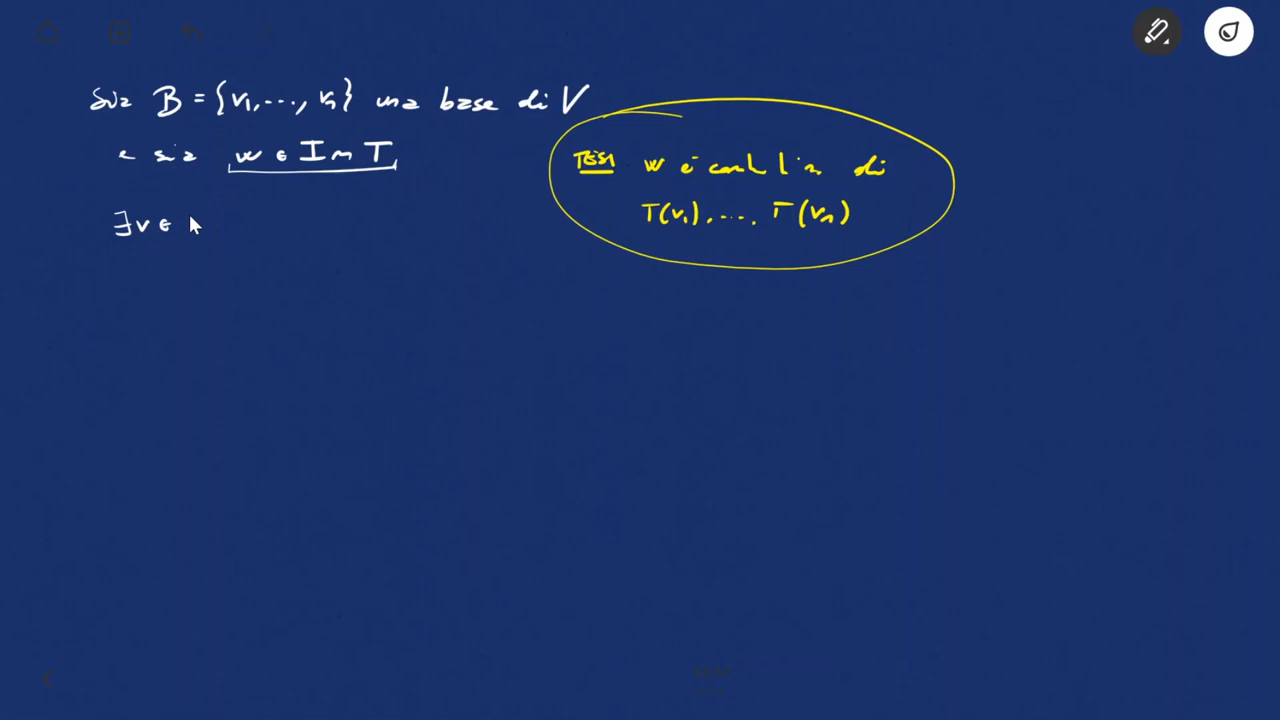 Sia B = {v₁, ..., vₙ} una base di V
e sia w ∈ Im T
∃ v ∈
TESI w è comb lin di
T(v₁), ..., T(vₙ)